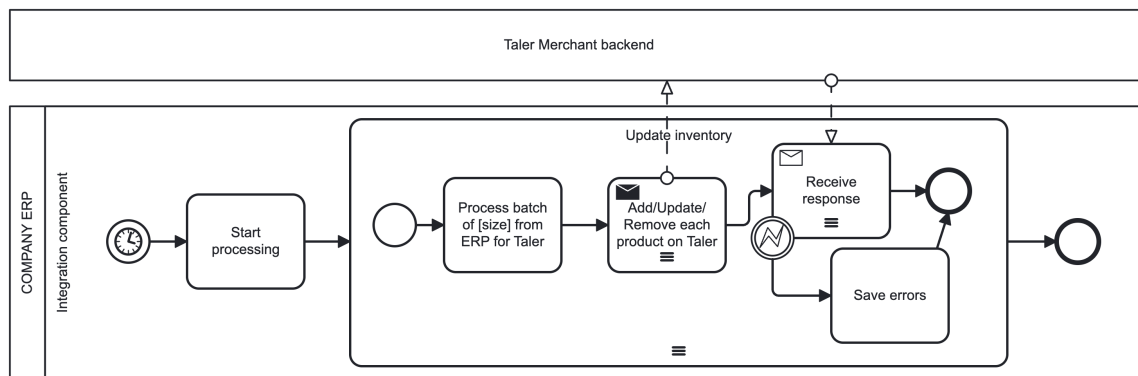 Taler Merchant backend
COMPANY ERP
Integration component
Start
processing
Process batch
of [size] from
ERP for Taler
Update inventory
Add/Update/
Remove each
product on Taler
Receive
response
Save errors